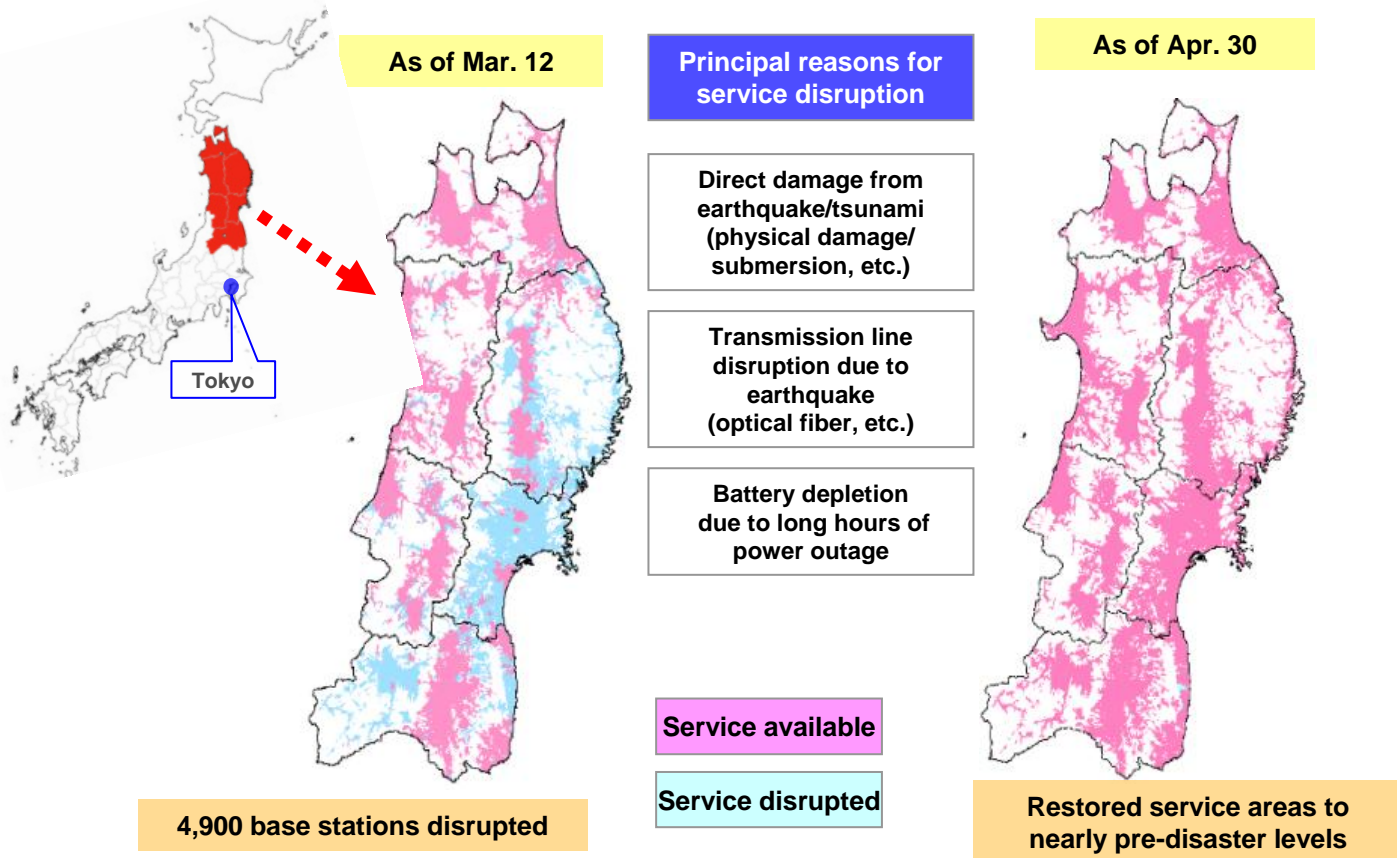 As of Mar. 12
Principal reasons for
service disruption
As of Apr. 30
Direct damage from
earthquake/tsunami
(physical damage/
submersion, etc.)
Transmission line
disruption due to
earthquake
(optical fiber, etc.)
Tokyo
Battery depletion
due to long hours of
power outage
Service available
Service disrupted
4,900 base stations disrupted
Restored service areas to
nearly pre-disaster levels